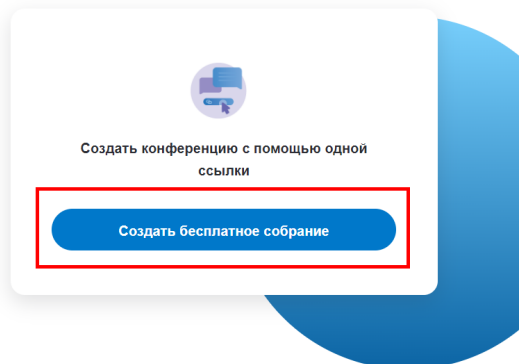 Создать конференцию с помощью одной
ссылки
Создать бесплатное собрание